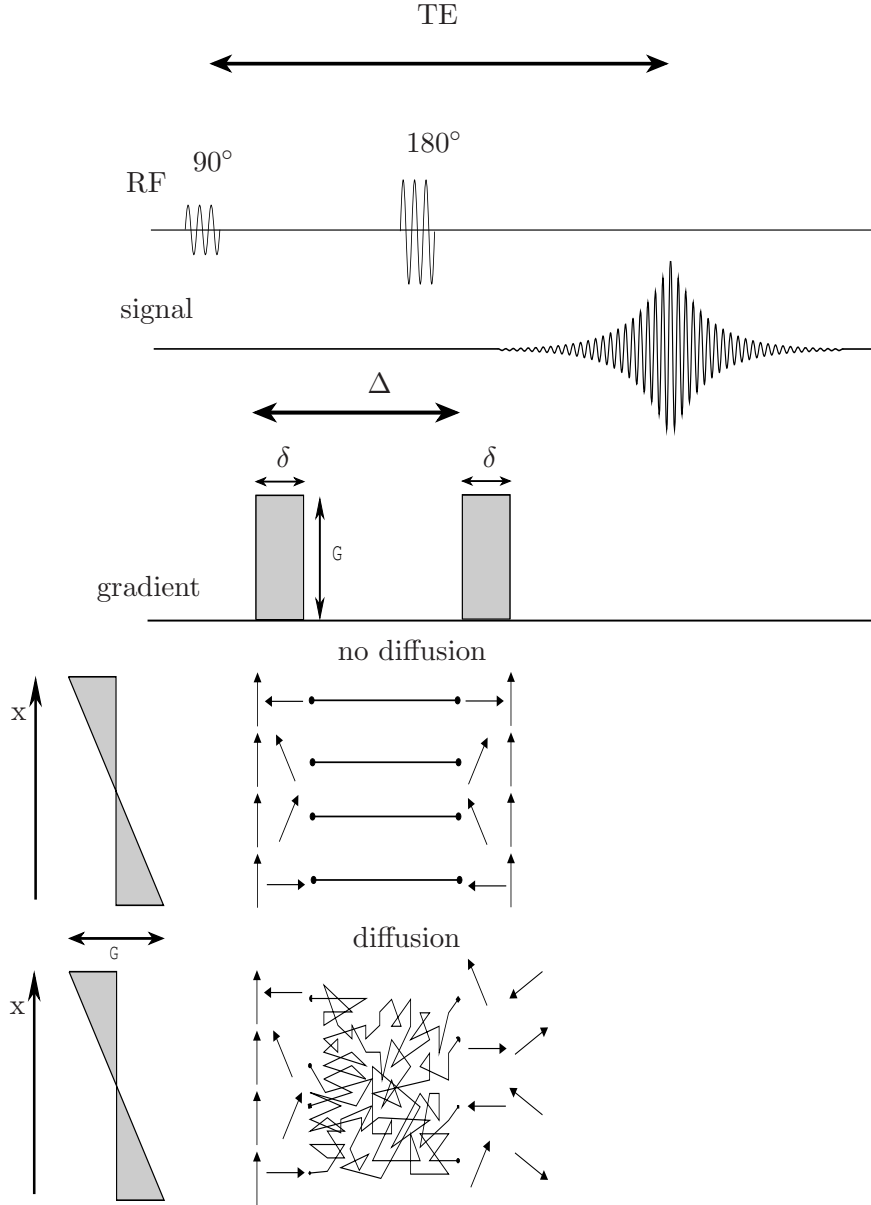 TE
180°
90°
RF
signal
Δ
δ δ
G
gradient
no diffusion
x
diffusion
G
x